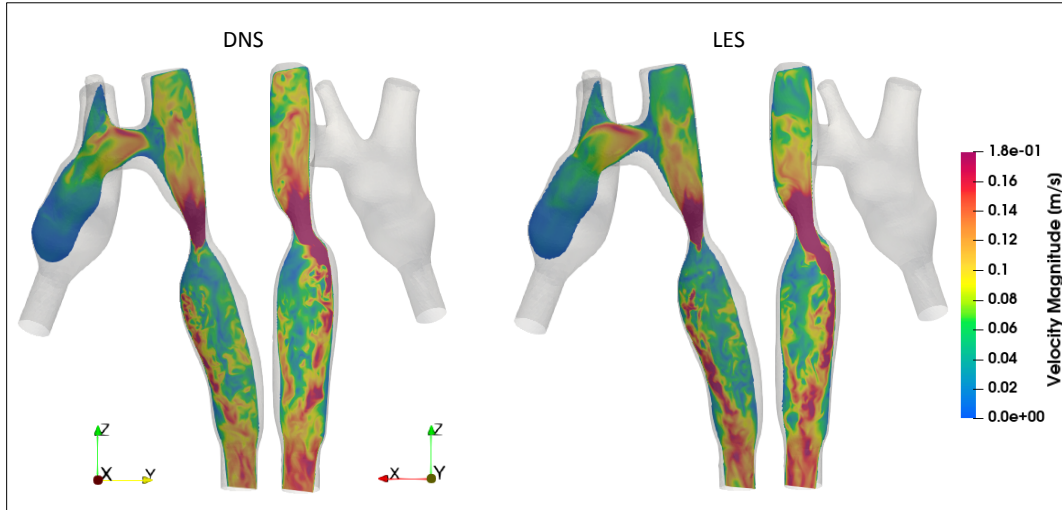 DNS
LES
1.8e-01
0.16
0.14
0.12
0.1
0.08
0.06
0.04
0.02
0.0e+00
Velocity Magnitude (m/s)
Z
X
Y
Z
X
Y